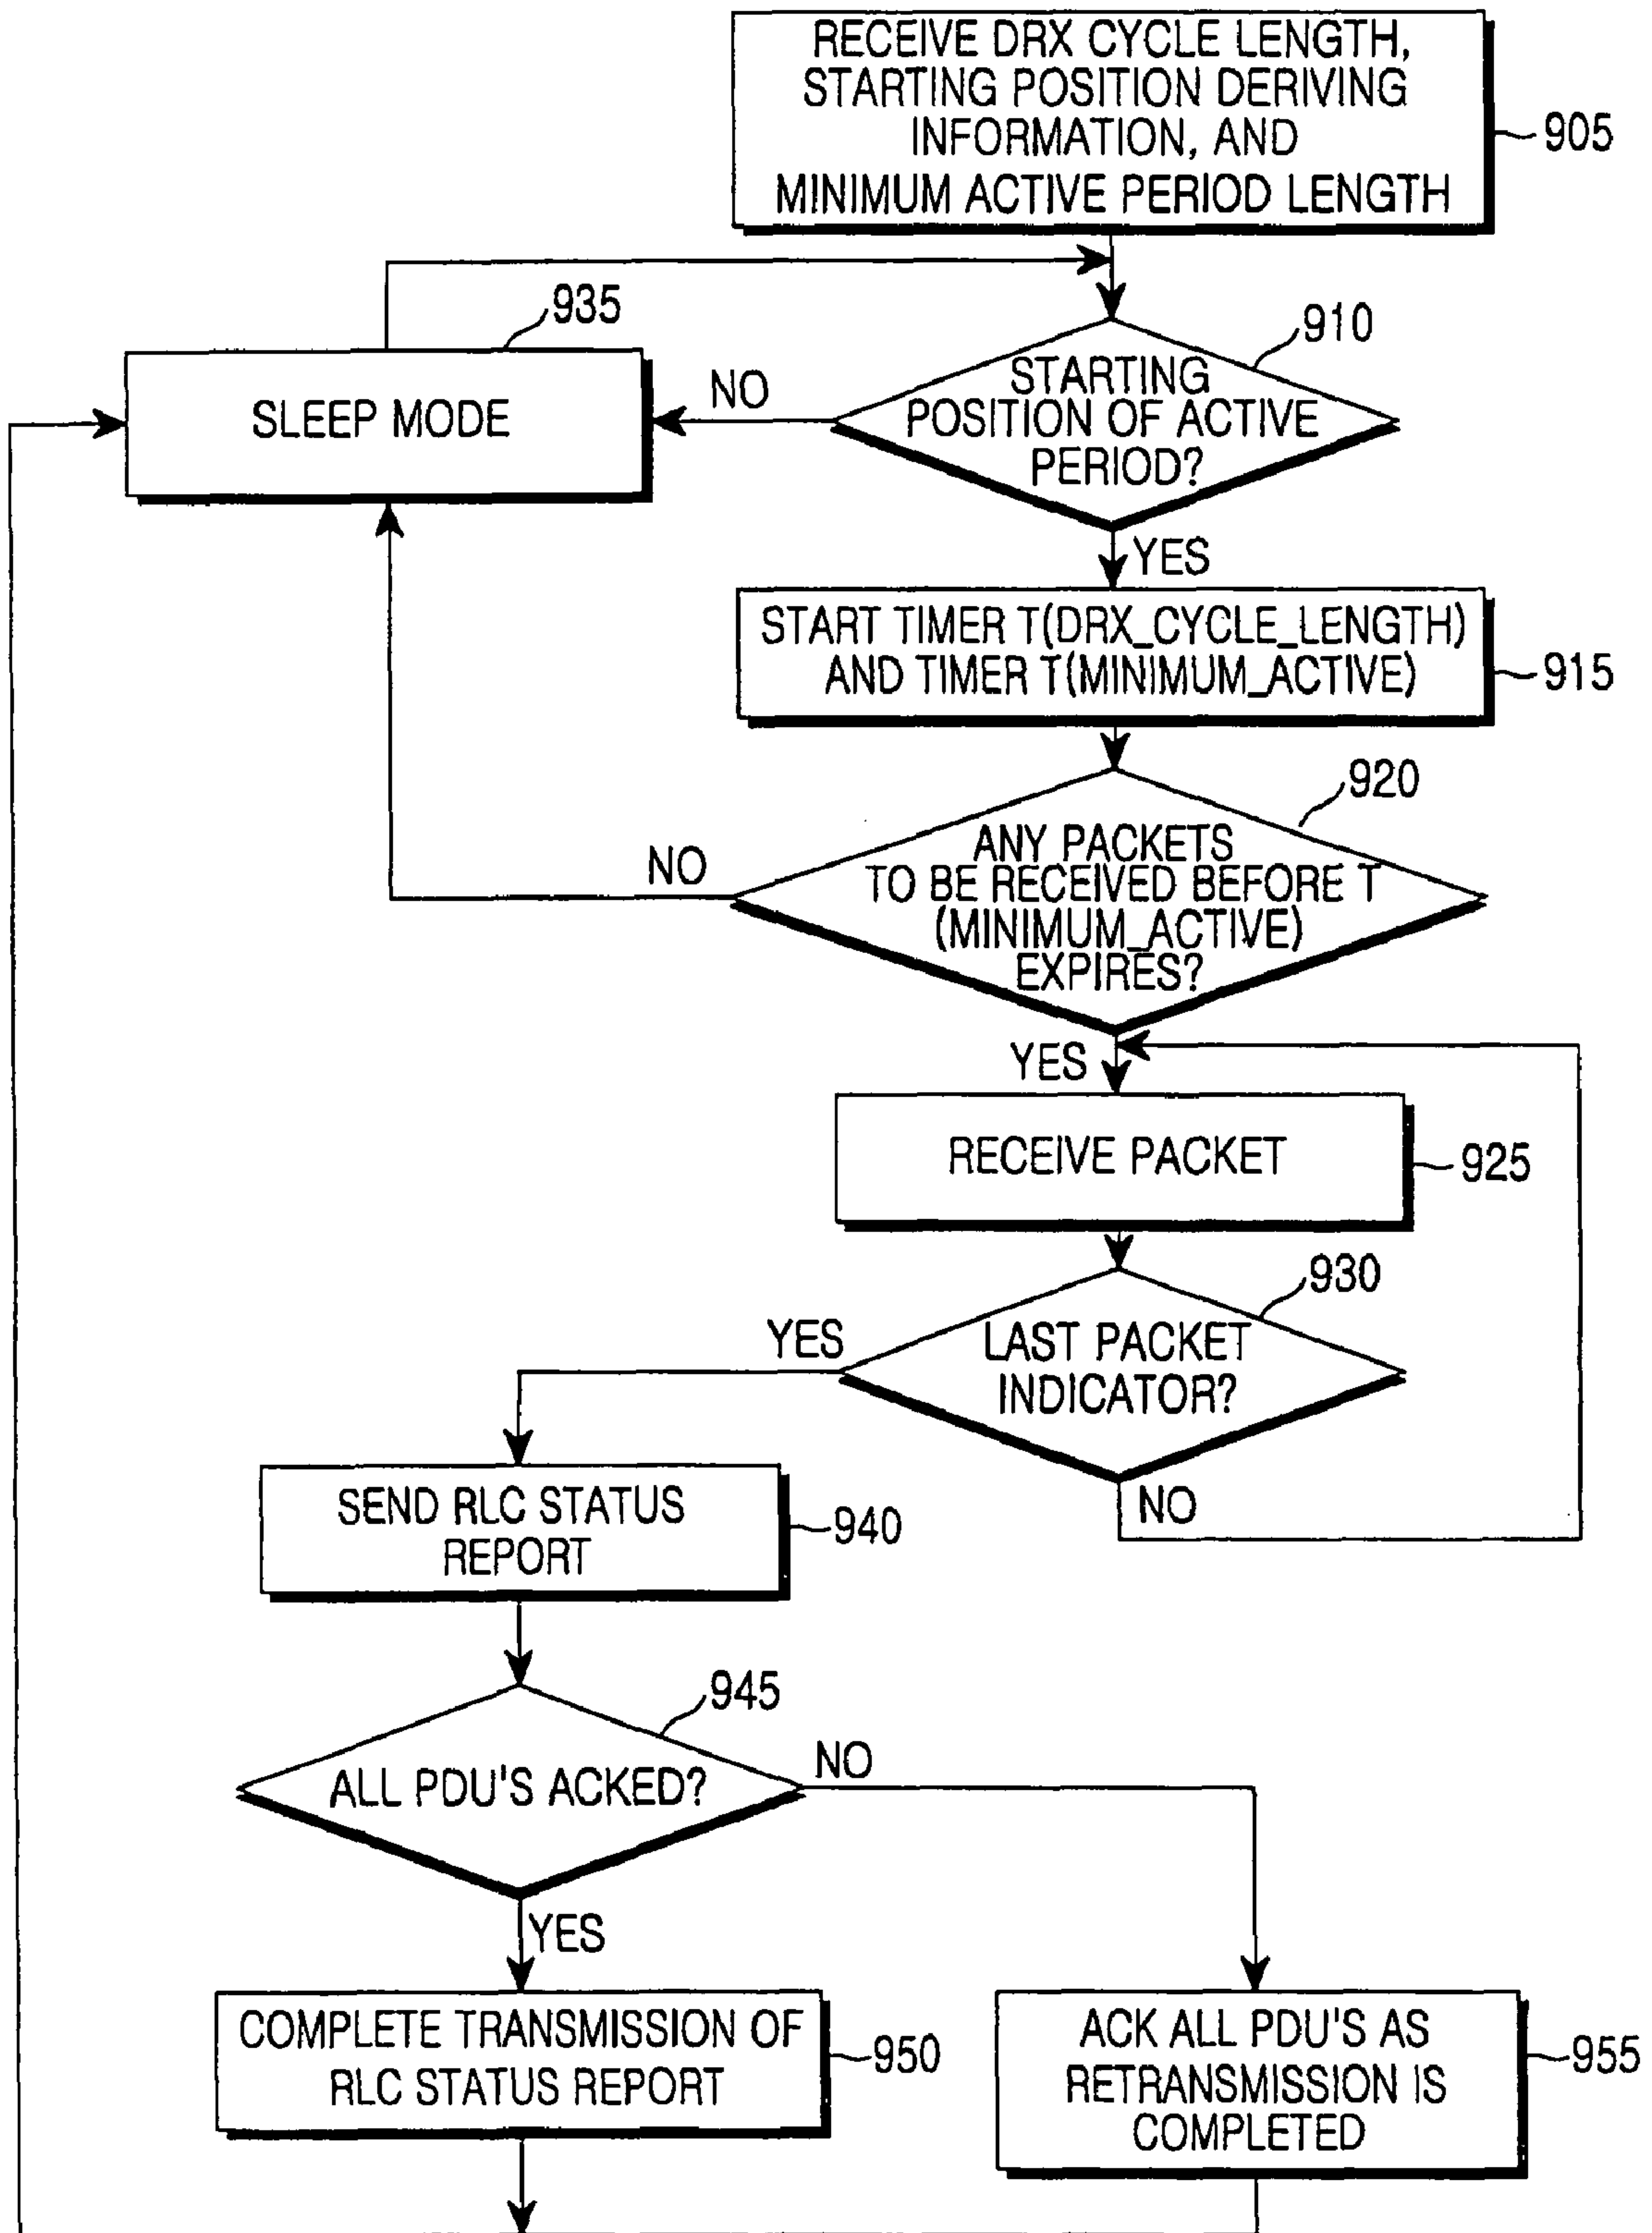 RECEIVE DRX CYCLE LENGTH,
STARTING POSITION DERIVING
INFORMATION, AND
MINIMUM ACTIVE PERIOD LENGTH
905
935
SLEEP MODE
910
STARTING
POSITION OF ACTIVE
PERIOD?
NO
YES
START TIMER T(DRX_CYCLE_LENGTH)
AND TIMER T(MINIMUM_ACTIVE)
915
920
ANY PACKETS
TO BE RECEIVED BEFORE T
(MINIMUM_ACTIVE)
EXPIRES?
NO
YES
RECEIVE PACKET
925
930
LAST PACKET
INDICATOR?
YES
NO
SEND RLC STATUS
REPORT
940
945
ALL PDU'S ACKED?
NO
YES
COMPLETE TRANSMISSION OF
RLC STATUS REPORT
950
ACK ALL PDU'S AS
RETRANSMISSION IS
COMPLETED
955